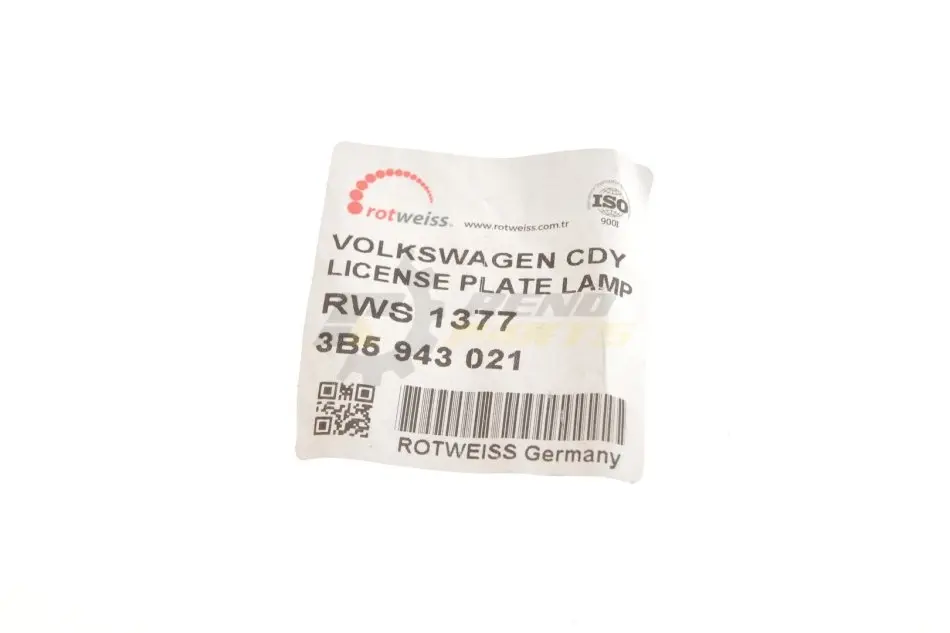 rotweiss®
www.rotweiss.com.tr
ISO
9001
VOLKSWAGEN CDY
LICENSE PLATE LAMP
RWS 1377
3B5 943 021
ROTWEISS Germany